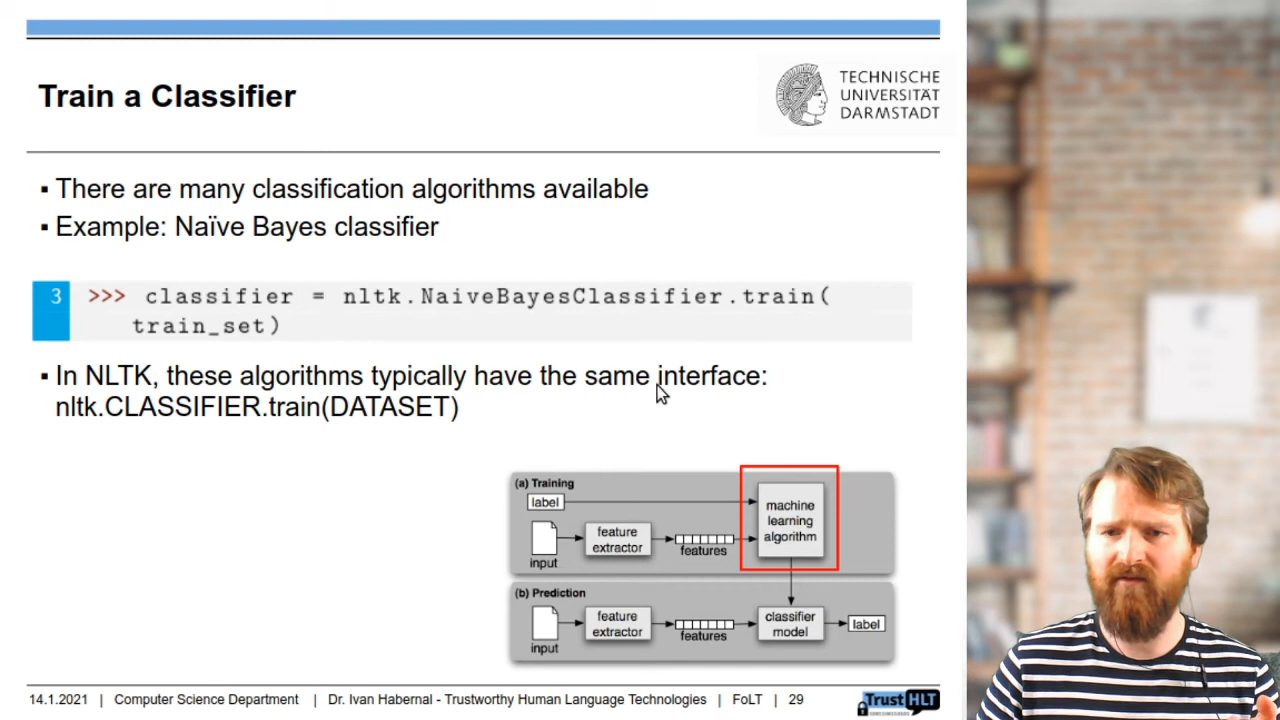 Train a Classifier
TECHNISCHE
UNIVERSITÄT
DARMSTADT
▪ There are many classification algorithms available
▪ Example: Naïve Bayes classifier
3 >>> classifier = nltk.NaiveBayesClassifier.train(
train_set)
▪ In NLTK, these algorithms typically have the same interface:
nltk.CLASSIFIER.train(DATASET)
(a) Training
label
machine
learning
algorithm
feature
extractor
features
input
(b) Prediction
feature
extractor
features
classifier
model
label
input
14.1.2021 | Computer Science Department | Dr. Ivan Habernal - Trustworthy Human Language Technologies | FoLT | 29
TrustHLT